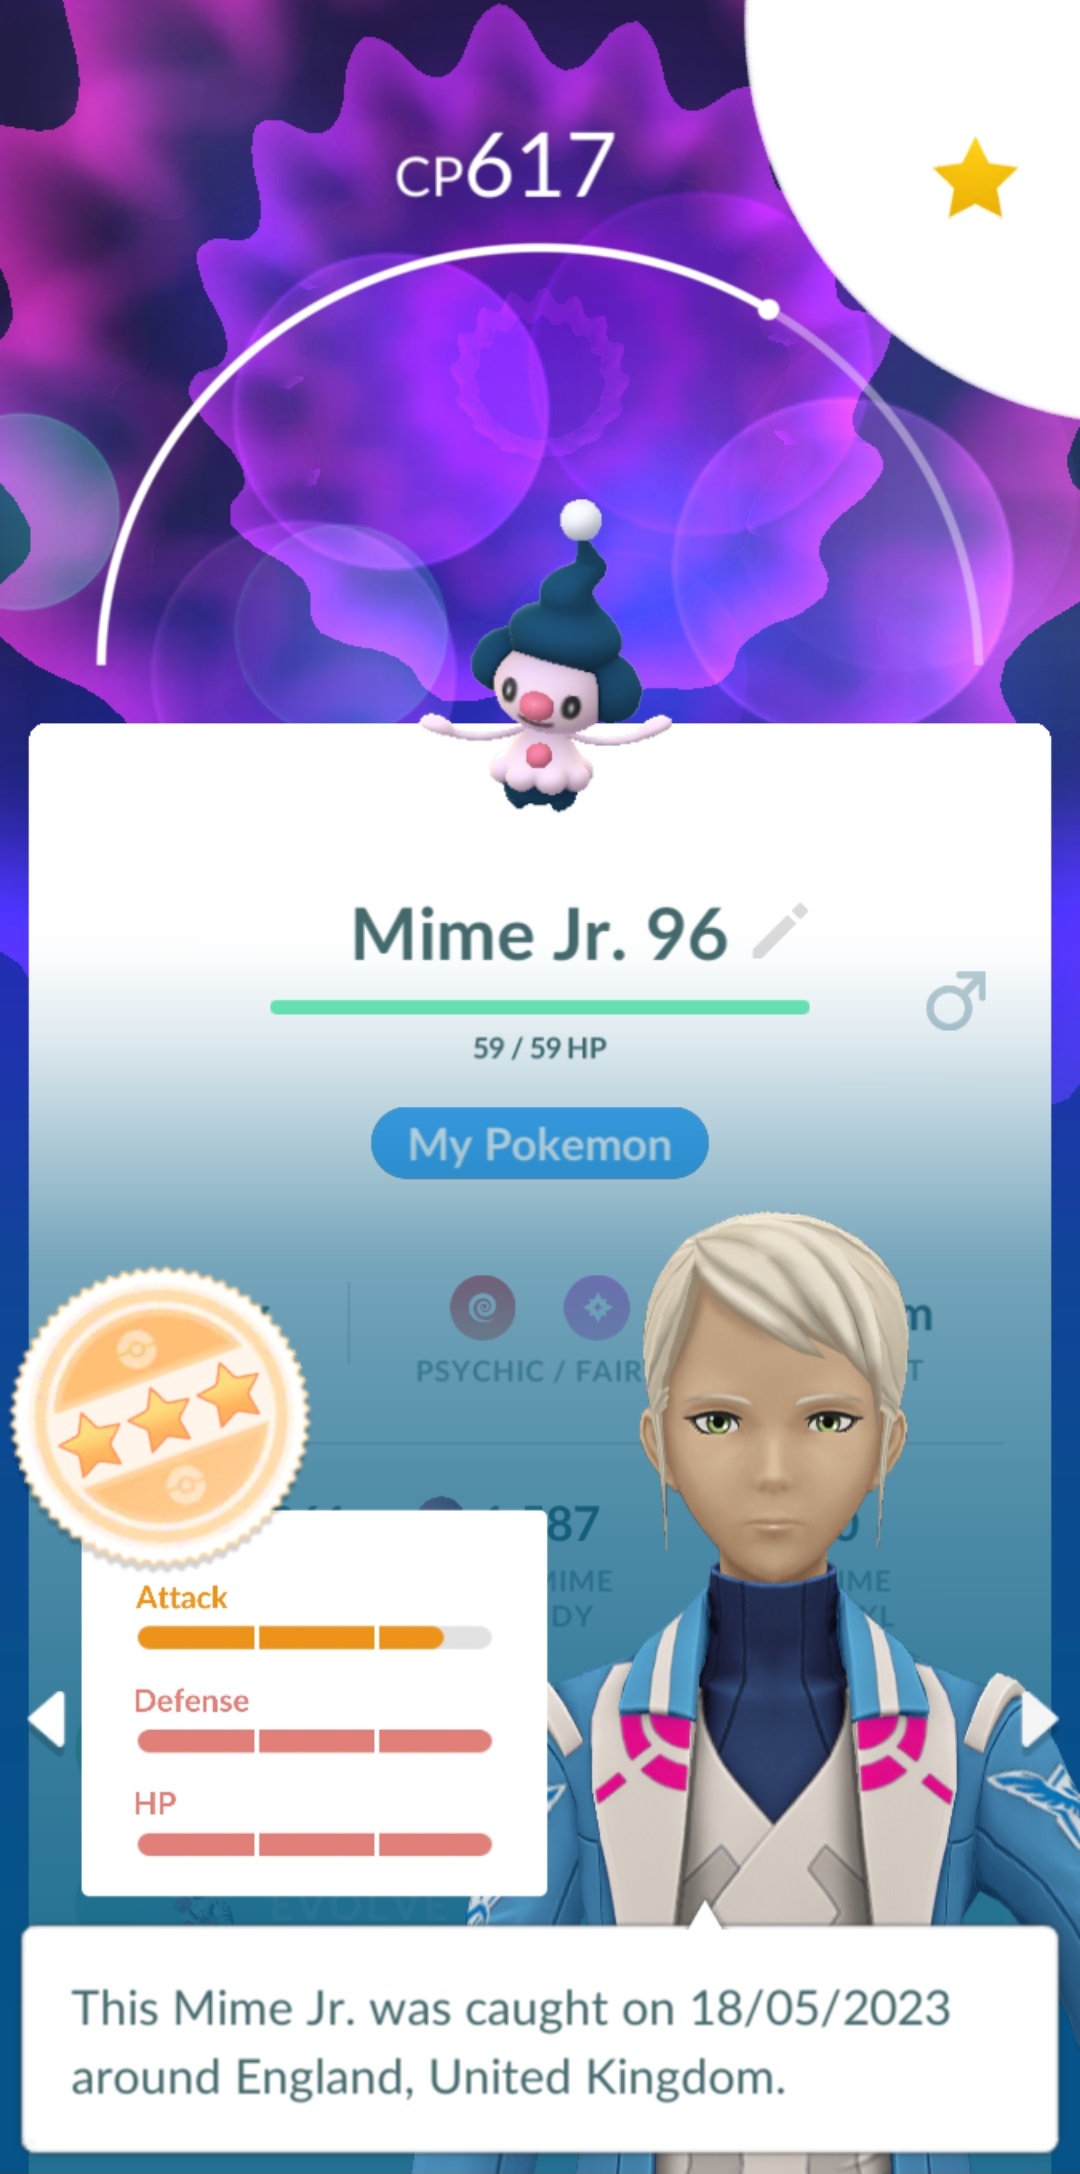 CP617
Mime Jr. 96
59 / 59 HP
My Pokemon
PSYCHIC / FAIR
87
Attack
Defense
HP
EVOLVE
This Mime Jr. was caught on 18/05/2023
around England, United Kingdom.